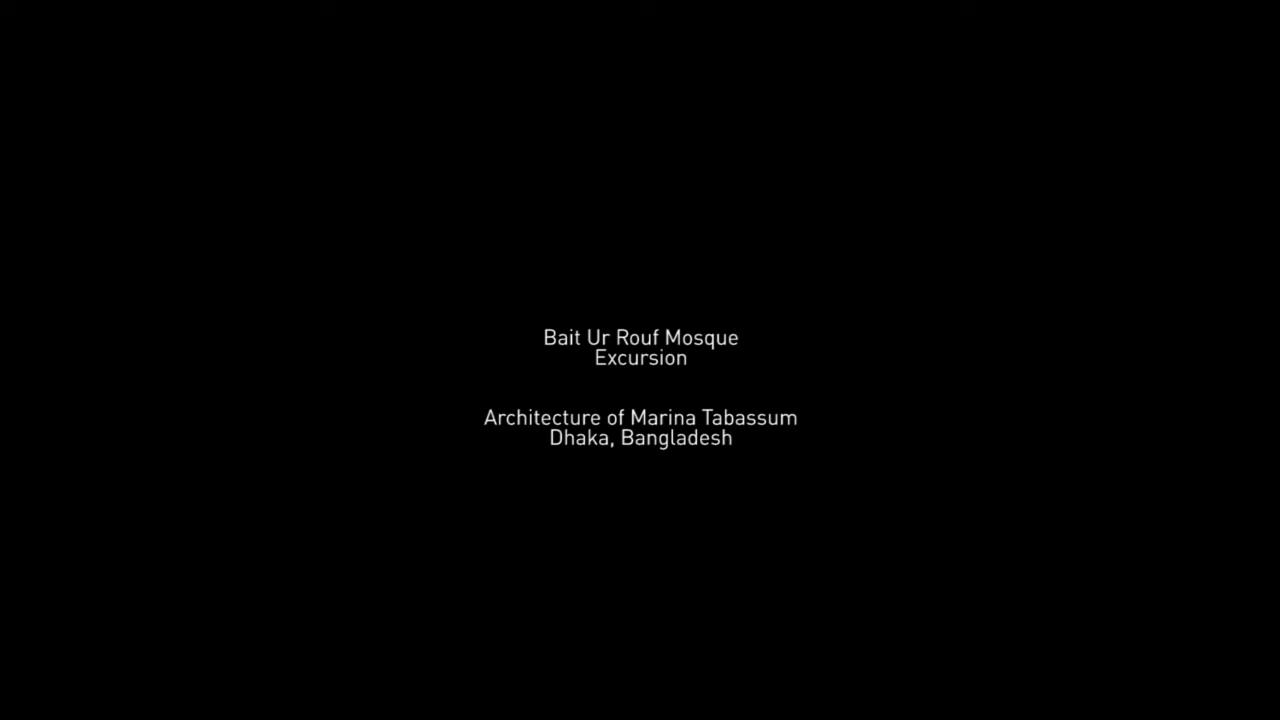 Bait Ur Rouf Mosque
Excursion
Architecture of Marina Tabassum
Dhaka, Bangladesh